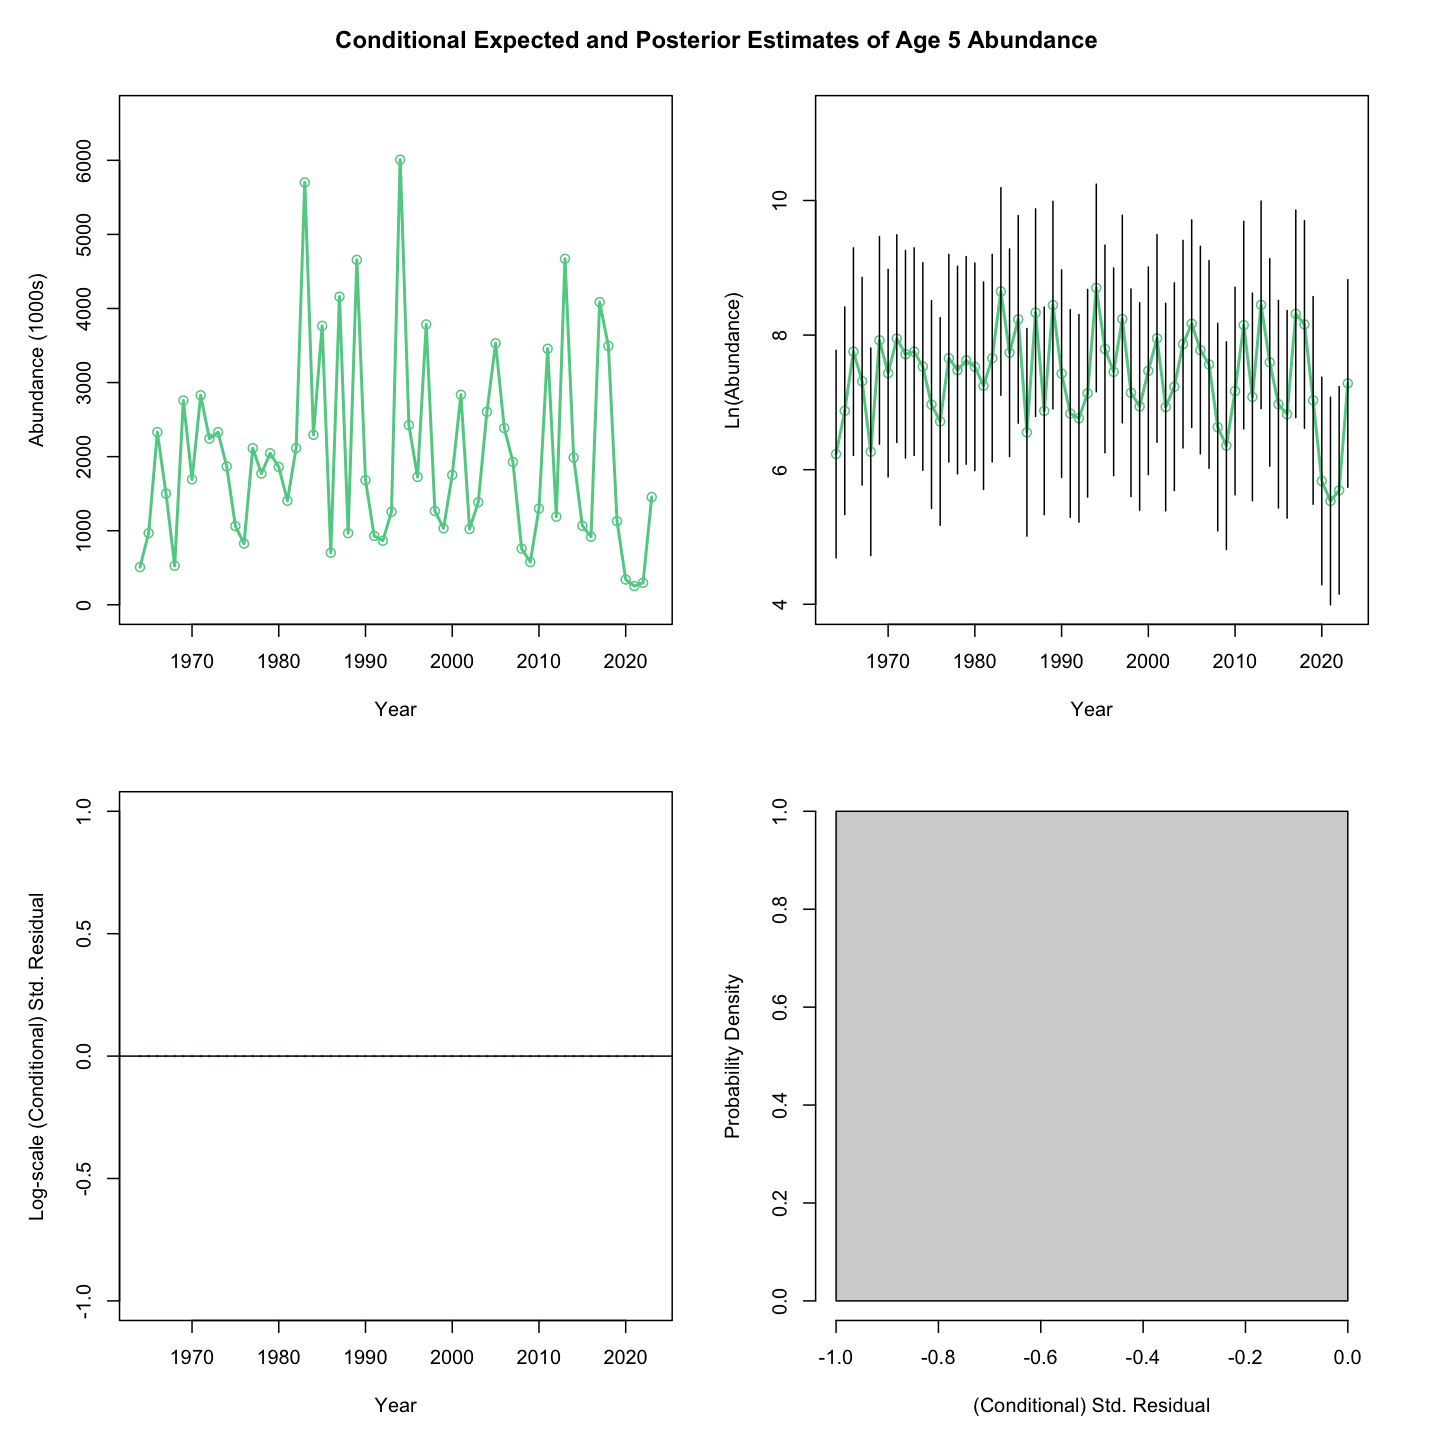 Conditional Expected and Posterior Estimates of Age 5 Abundance
Abundance (1000s)
6000
5000
4000
3000
2000
1000
0
1970 1980 1990 2000 2010 2020
Year
Ln(Abundance)
10
8
6
4
1970 1980 1990 2000 2010 2020
Year
Log-scale (Conditional) Std. Residual
1.0
0.5
0.0
-0.5
-1.0
1970 1980 1990 2000 2010 2020
Year
Probability Density
1.0
0.8
0.6
0.4
0.2
0.0
-1.0 -0.8 -0.6 -0.4 -0.2 0.0
(Conditional) Std. Residual